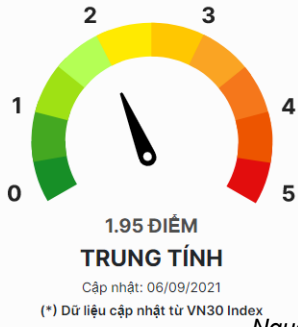 2
3
1
4
0
5
1.95 ĐIỂM
TRUNG TÍNH
Cập nhật: 06/09/2021
(*) Dữ liệu cập nhật từ VN30 Index